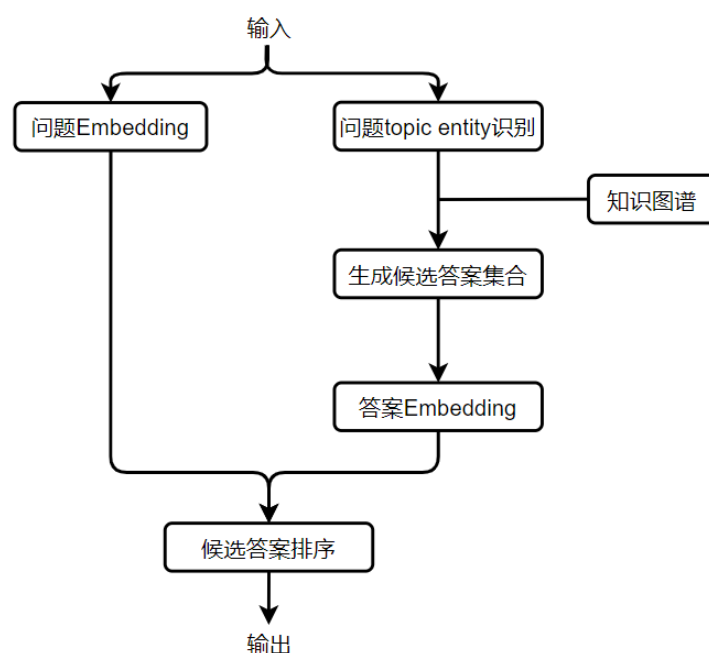 输入
问题Embedding
问题topic entity识别
知识图谱
生成候选答案集合
答案Embedding
候选答案排序
输出